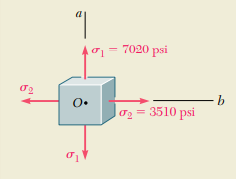 a
σ₁ = 7020 psi
σ₂
O
b
σ₂ = 3510 psi
σ₁